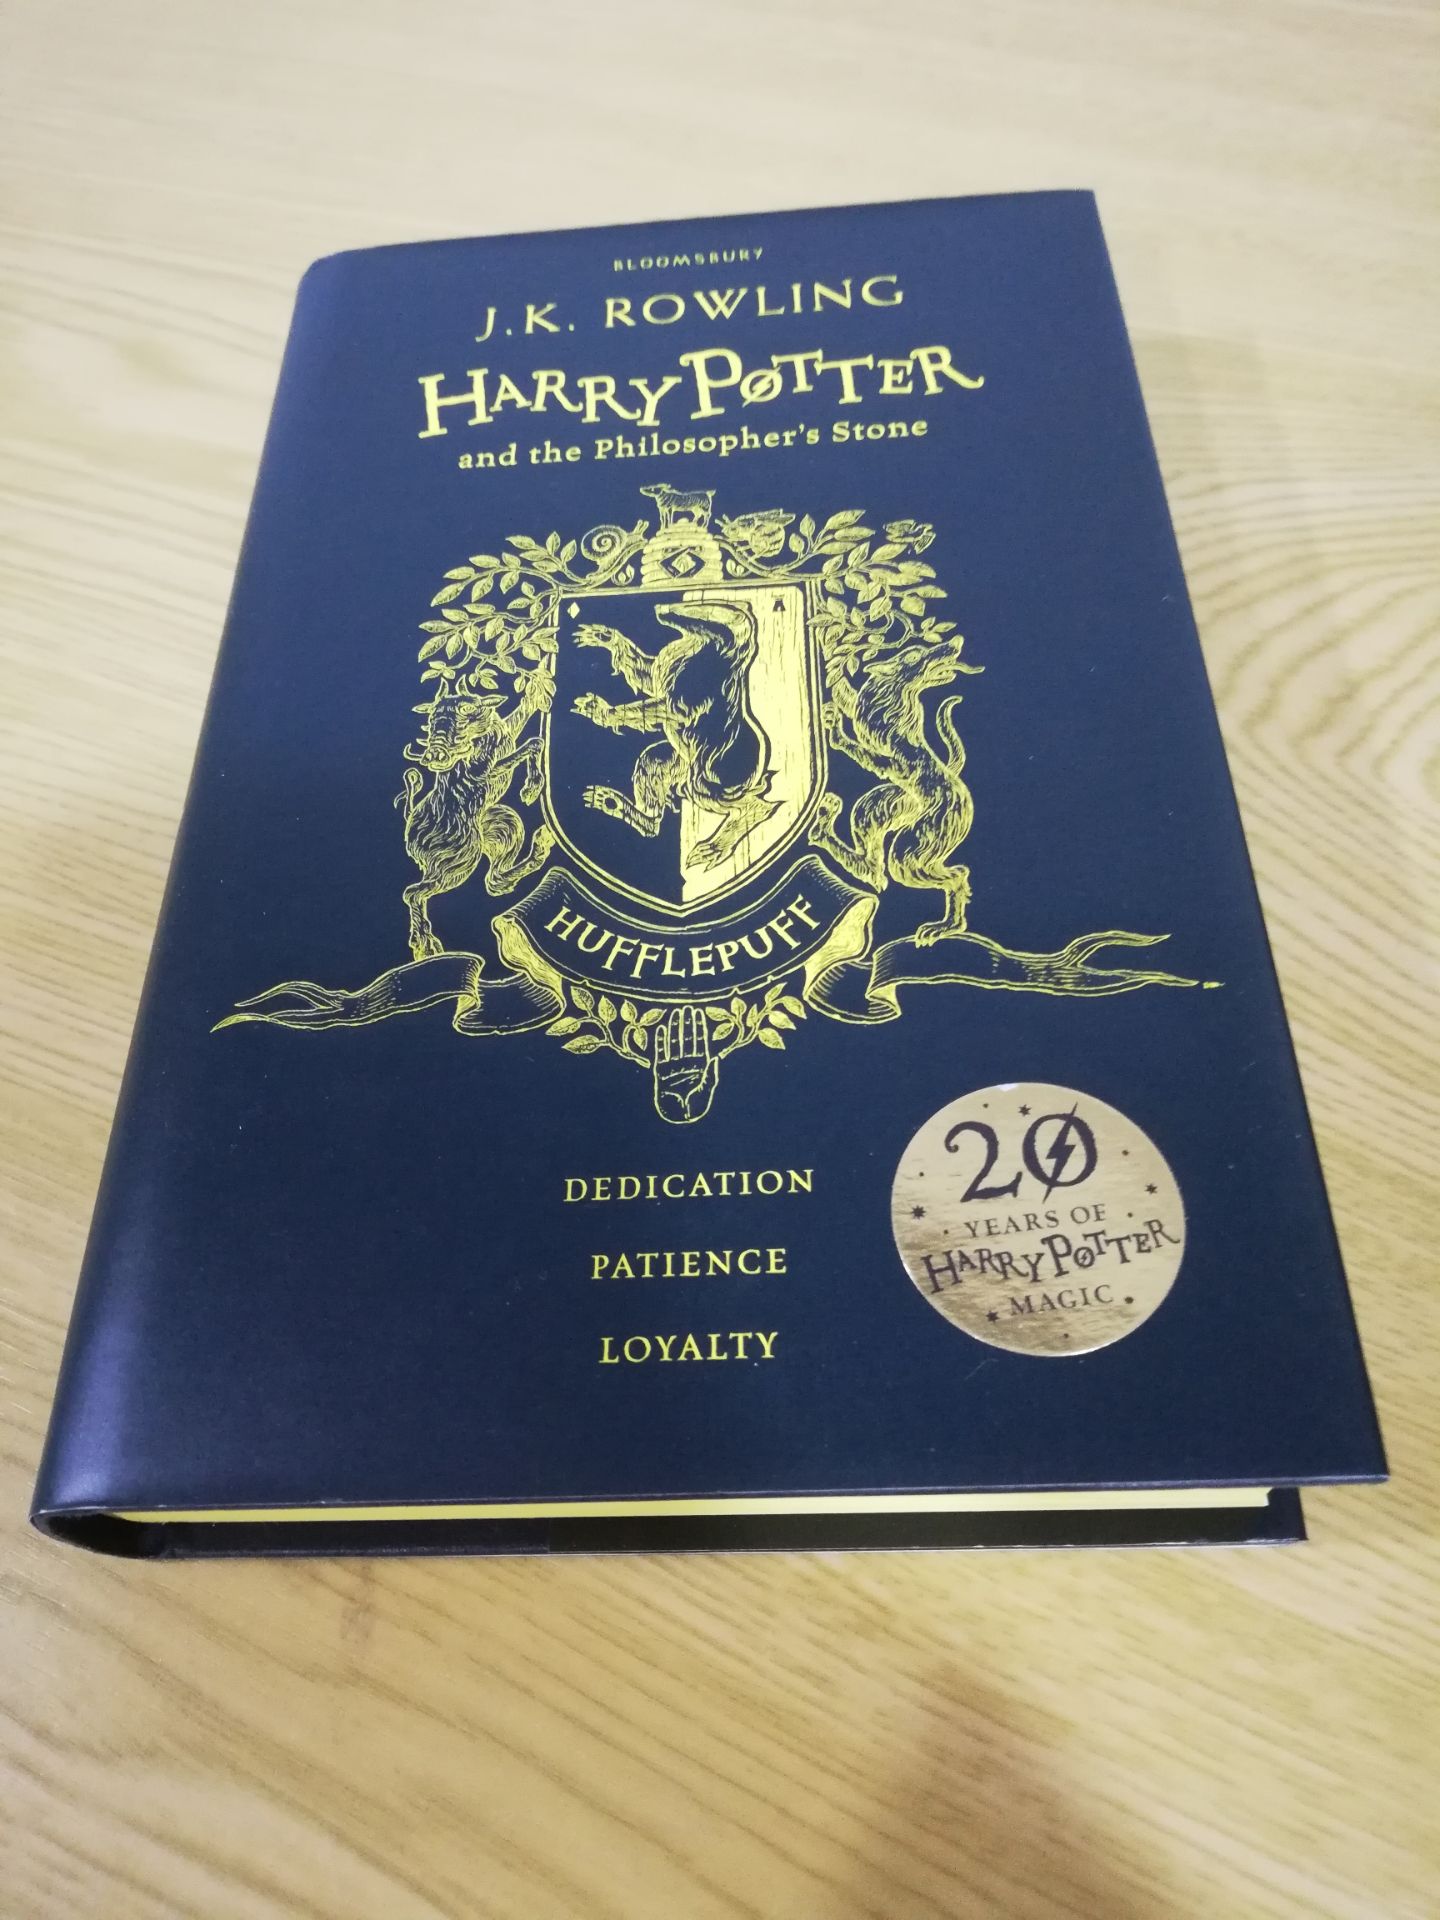 BLOOMSBURY
J.K. ROWLING
HARRY POTTER
and the Philosopher's Stone
A
HUFFLEPUFF
DEDICATION
PATIENCE
LOYALTY
20
YEARS OF
HARRY POTTER
MAGIC